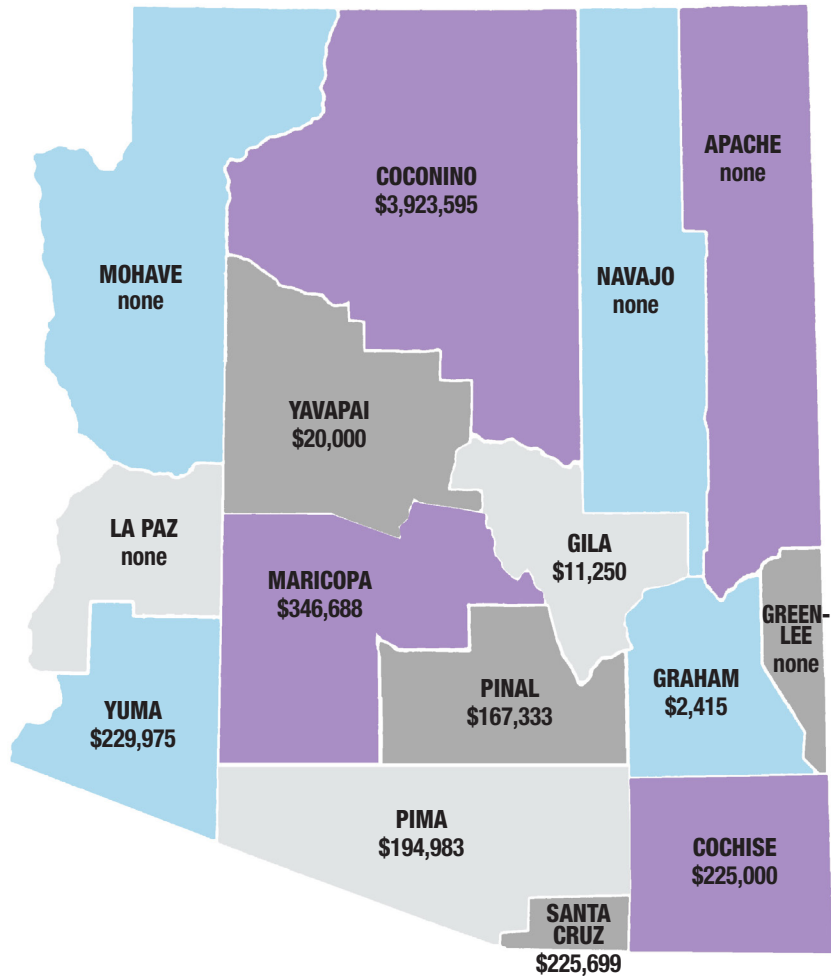 COCONINO
$3,923,595
APACHE
none
MOHAVE
none
NAVAJO
none
YAVAPAI
$20,000
LA PAZ
none
GILA
$11,250
MARICOPA
$346,688
GREEN-
LEE
none
GRAHAM
$2,415
PINAL
$167,333
YUMA
$229,975
PIMA
$194,983
COCHISE
$225,000
SANTA
CRUZ
$225,699